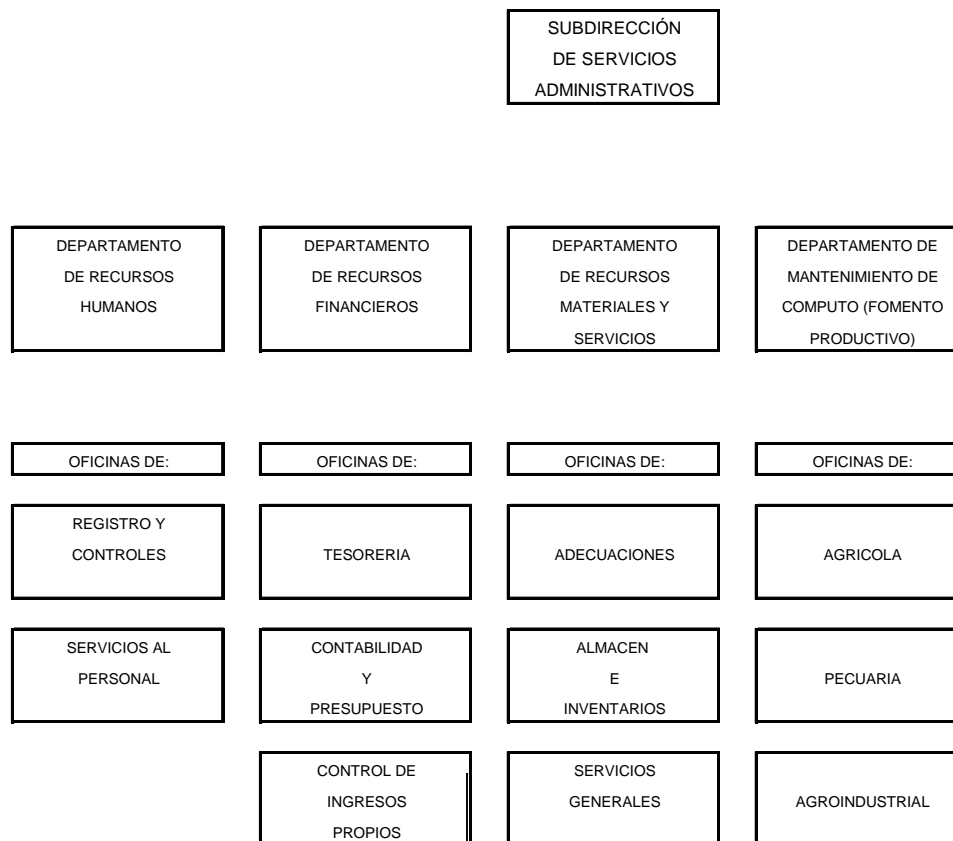 SUBDIRECCIÓN
DE SERVICIOS
ADMINISTRATIVOS
DEPARTAMENTO
DE RECURSOS
HUMANOS
DEPARTAMENTO
DE RECURSOS
FINANCIEROS
DEPARTAMENTO
DE RECURSOS
MATERIALES Y
SERVICIOS
DEPARTAMENTO DE
MANTENIMIENTO DE
COMPUTO (FOMENTO
PRODUCTIVO)
OFICINAS DE:
OFICINAS DE:
OFICINAS DE:
OFICINAS DE:
REGISTRO Y
CONTROLES
TESORERIA
ADECUACIONES
AGRICOLA
SERVICIOS AL
PERSONAL
CONTABILIDAD
Y
PRESUPUESTO
ALMACEN
E
INVENTARIOS
PECUARIA
CONTROL DE
INGRESOS
PROPIOS
SERVICIOS
GENERALES
AGROINDUSTRIAL